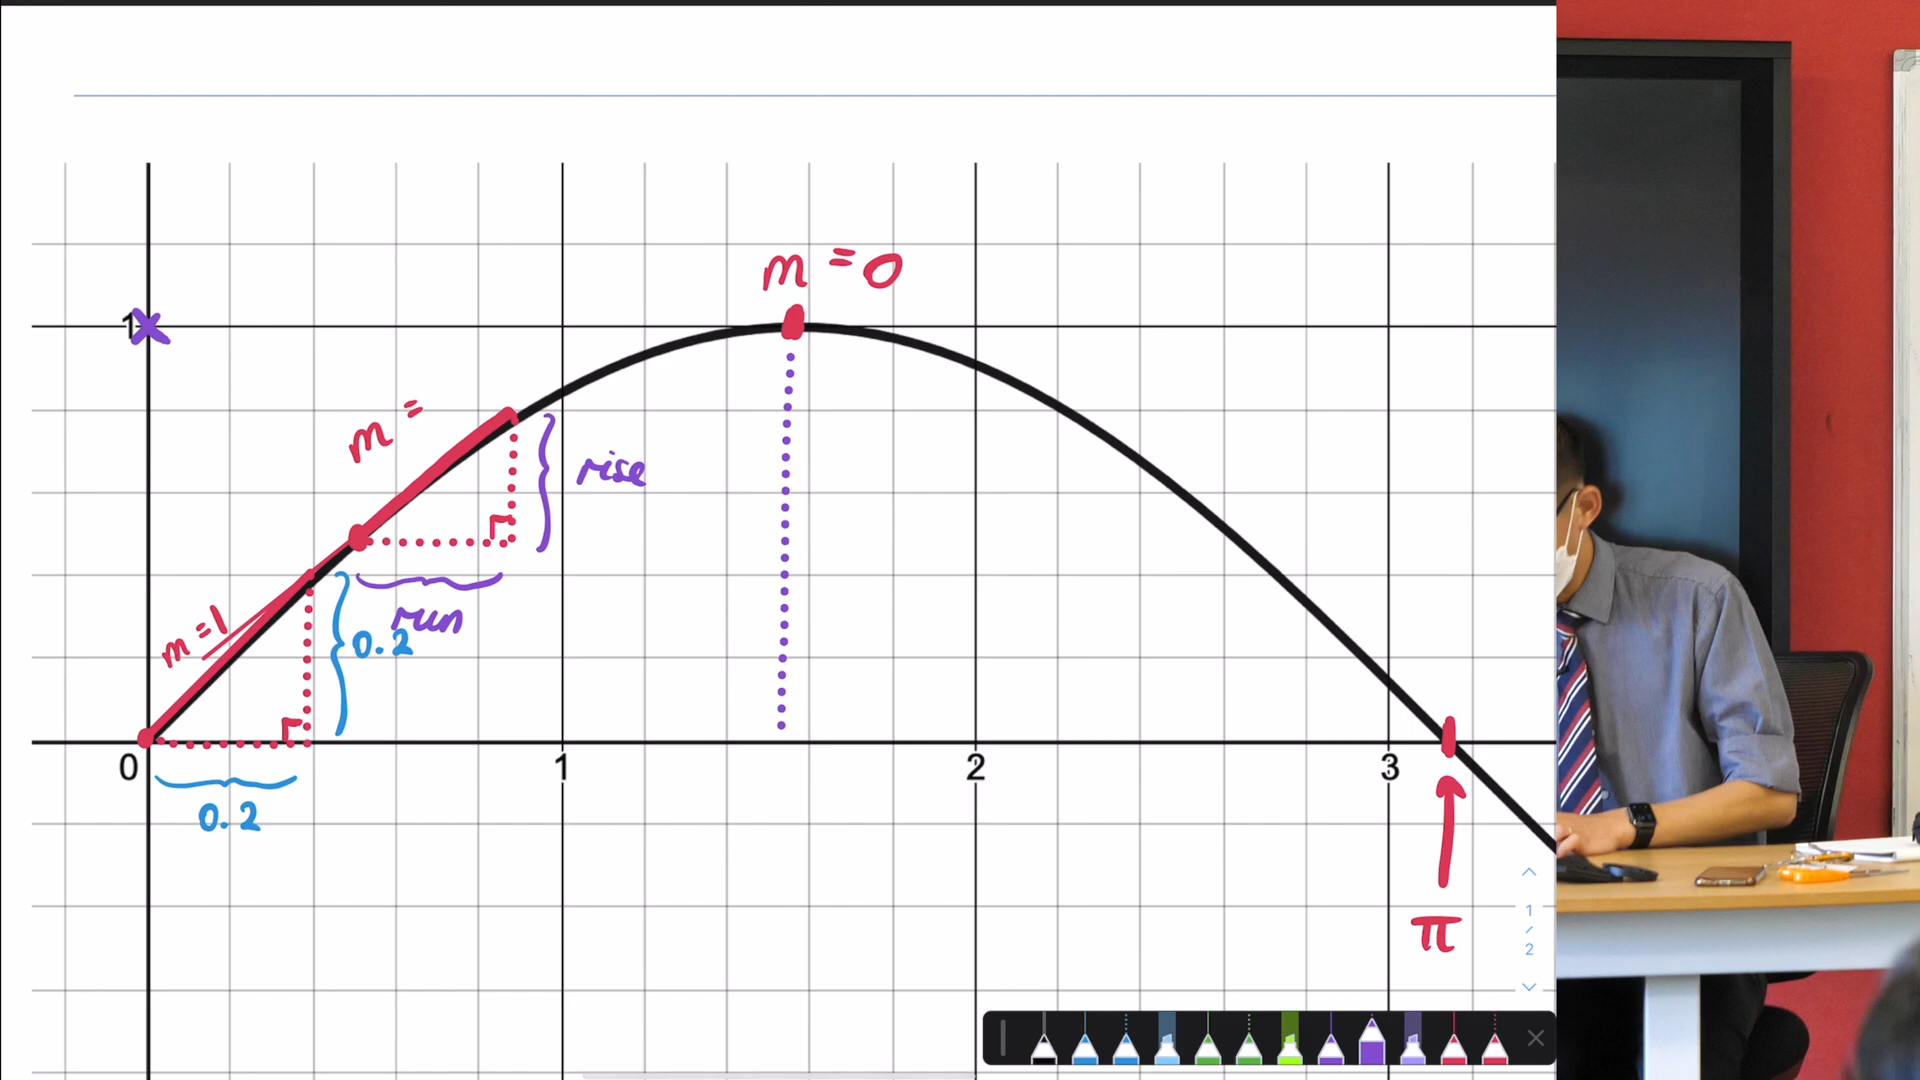 m = 0
1
m =
rise
m = 1
run
0.2
0
1
2
3
0.2
π
1
/
2